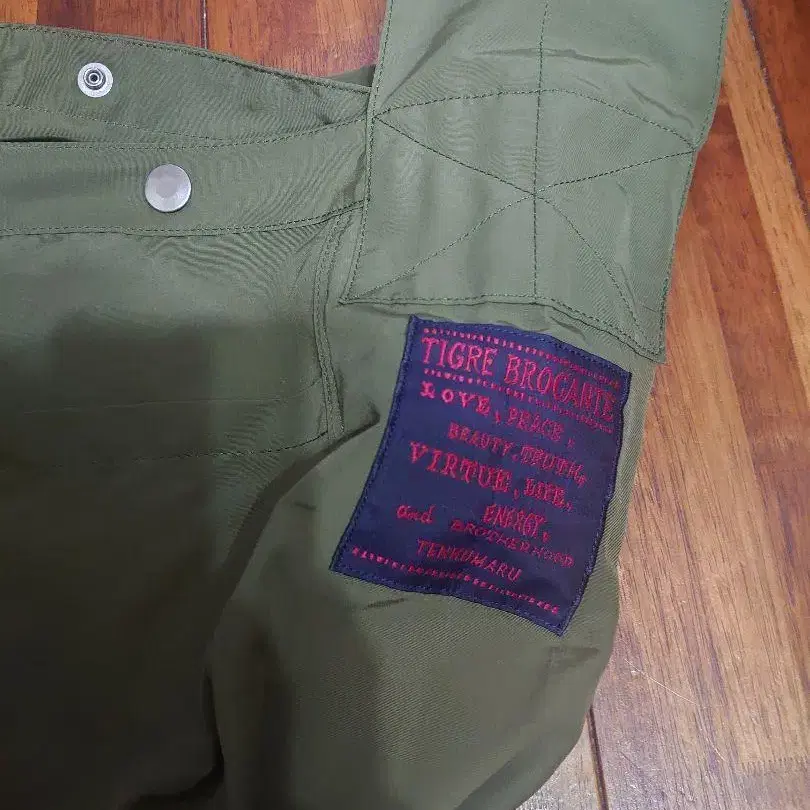 TIGRE BROCANTE
LOVE, PEACE,
BEAUTY, TRUTH,
VIRTUE, LIFE,
and ENERGY,
BROTHERHOOD
TENKUMARU